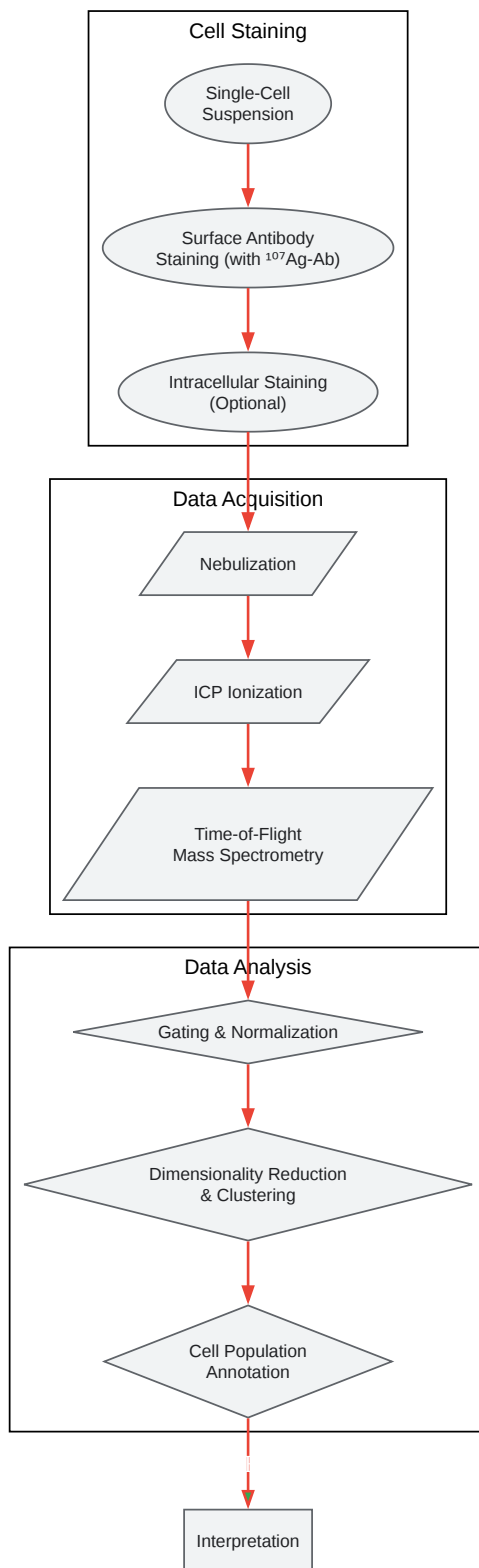 Cell Staining
Single-Cell
Suspension
Surface Antibody
Staining (with ¹⁰⁷Ag-Ab)
Intracellular Staining
(Optional)
Data Acquisition
Nebulization
ICP Ionization
Time-of-Flight
Mass Spectrometry
Data Analysis
Gating & Normalization
Dimensionality Reduction
& Clustering
Cell Population
Annotation
Interpretation